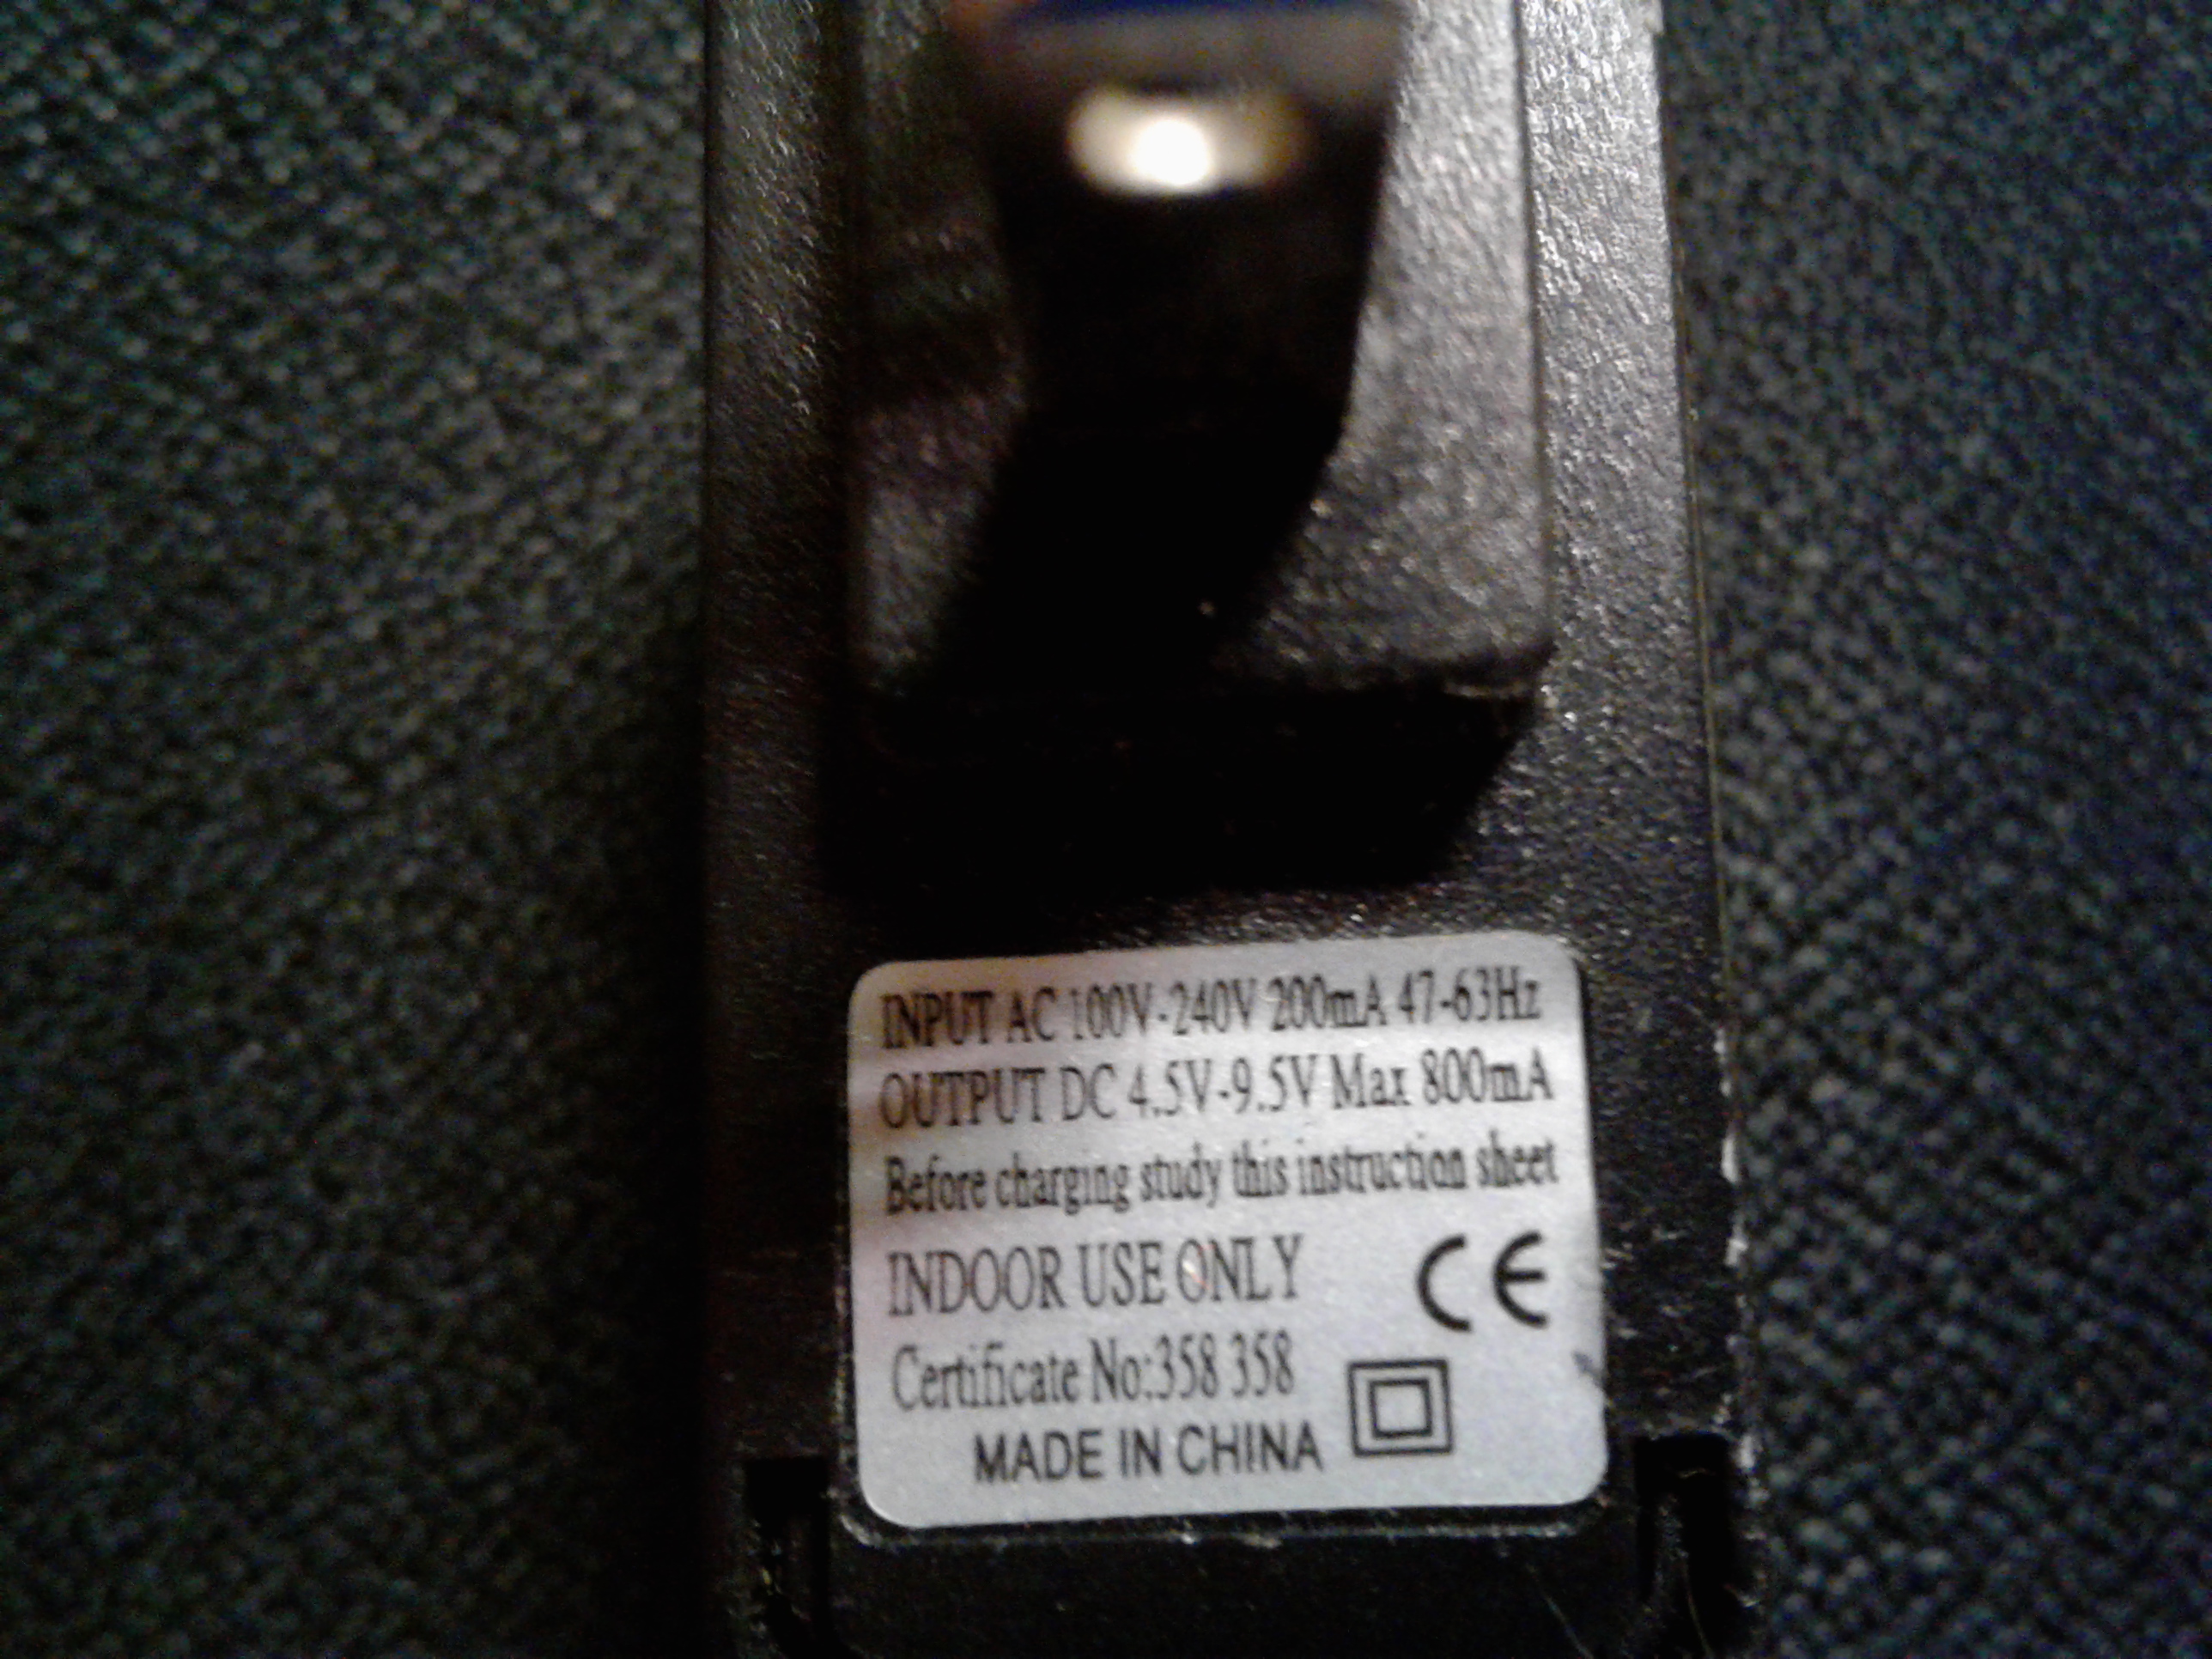 INPUT AC 100V-240V 200mA 47-63Hz
OUTPUT DC 4.5V-9.5V Max 800mA
Before charging study this instruction sheet
INDOOR USE ONLY CE
Certificate No:358 358
MADE IN CHINA